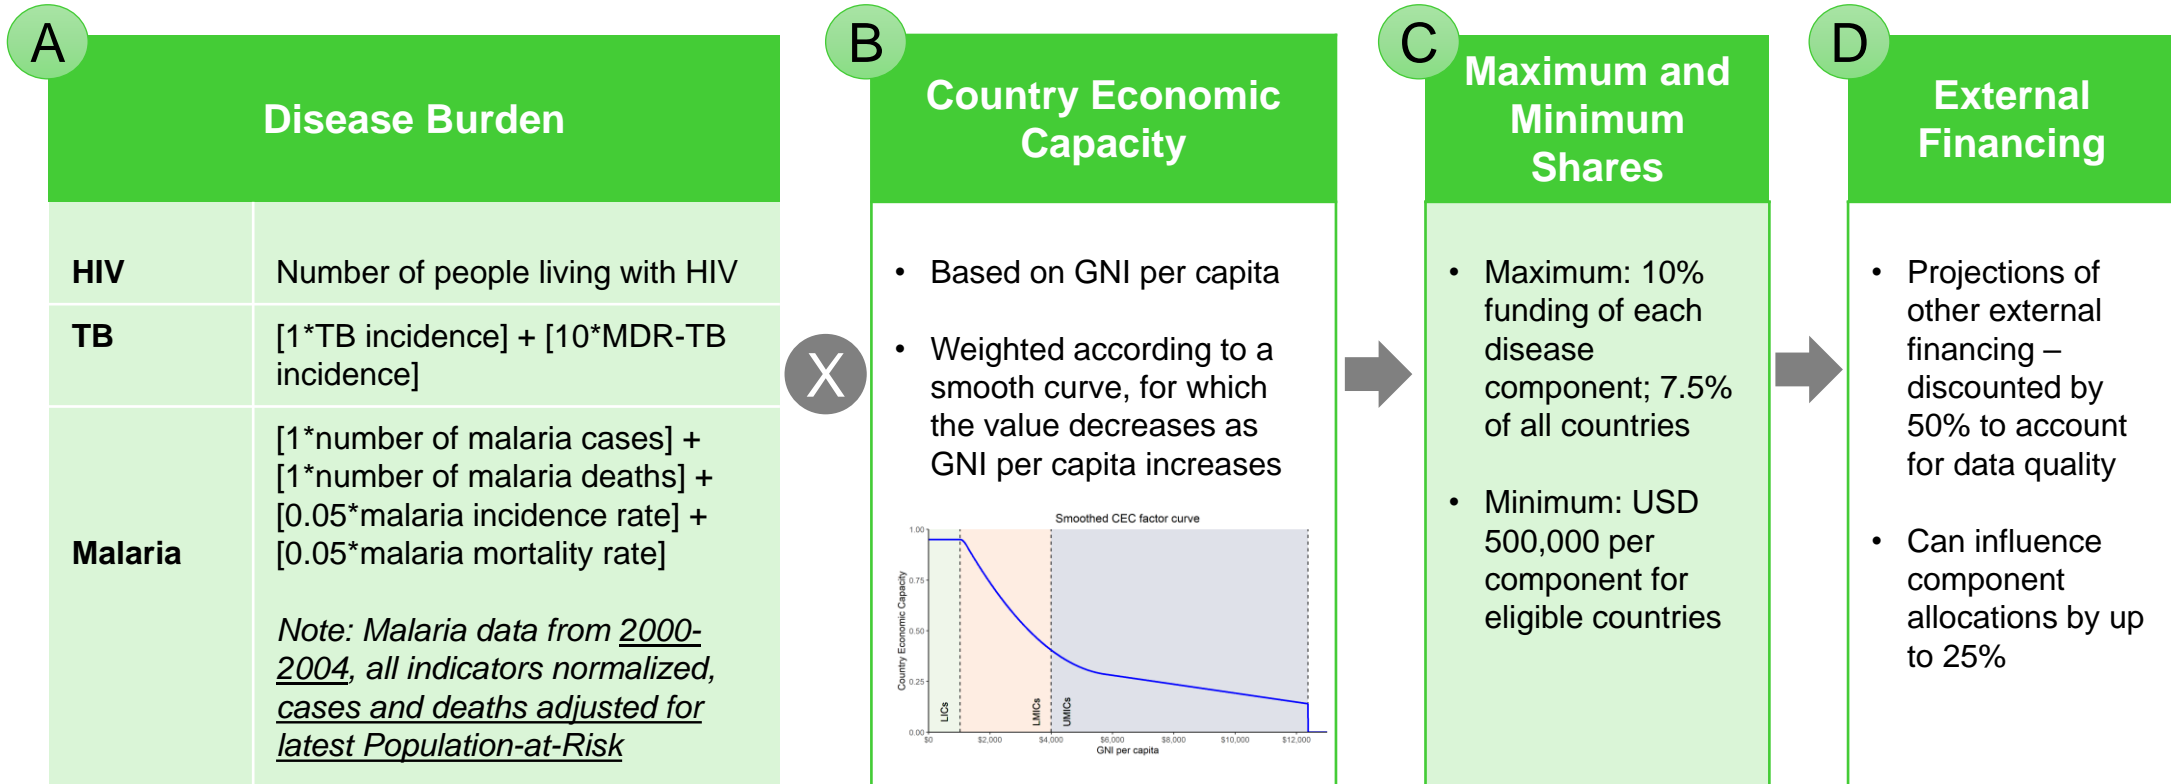 A
Disease Burden
HIV
Number of people living with HIV
TB
[1*TB incidence] + [10*MDR-TB
incidence]
Malaria
[1*number of malaria cases] +
[1*number of malaria deaths] +
[0.05*malaria incidence rate] +
[0.05*malaria mortality rate]
Note: Malaria data from 2000-
2004, all indicators normalized,
cases and deaths adjusted for
latest Population-at-Risk
X
B
Country Economic
Capacity
• Based on GNI per capita
• Weighted according to a
smooth curve, for which
the value decreases as
GNI per capita increases
Smoothed CEC factor curve
Country Economic Capacity
1.00
0.75
0.50
0.25
0.00
LICs
LMICs
UMICs
$0
$2,000
$4,000
$6,000
$8,000
$10,000
$12,000
GNI per capita
C
Maximum and
Minimum
Shares
• Maximum: 10%
funding of each
disease
component; 7.5%
of all countries
• Minimum: USD
500,000 per
component for
eligible countries
D
External
Financing
• Projections of
other external
financing –
discounted by
50% to account
for data quality
• Can influence
component
allocations by up
to 25%